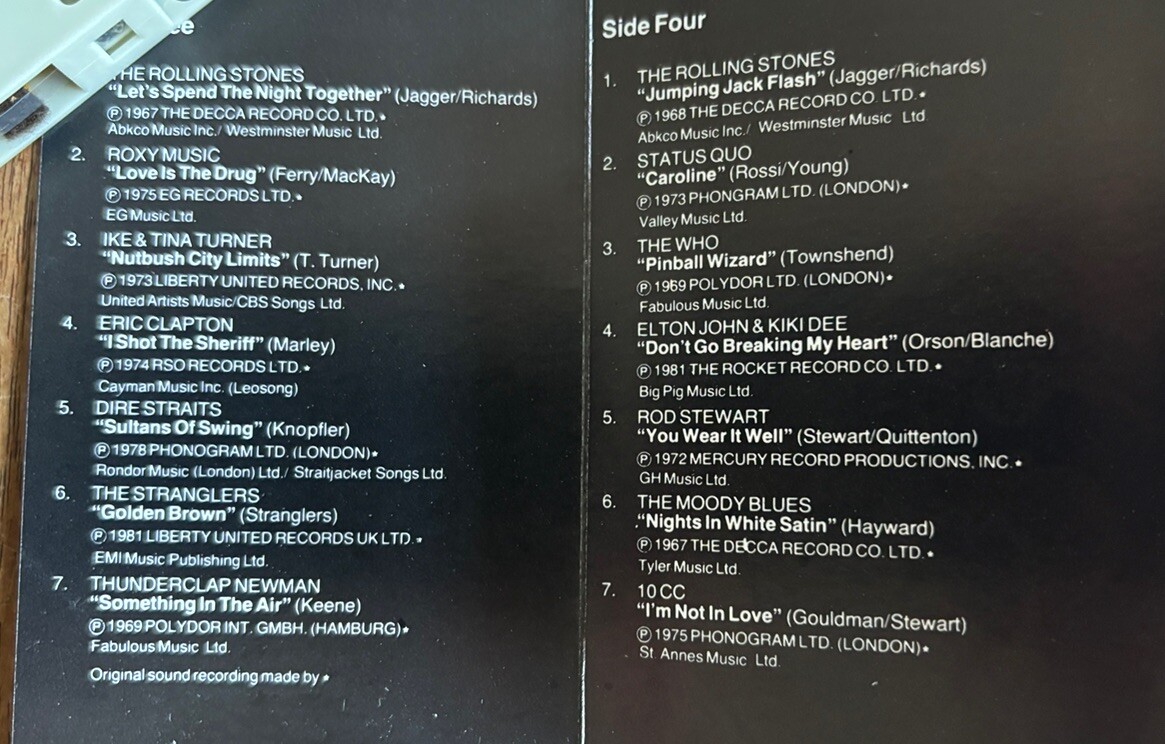 ee
THE ROLLING STONES
"Let's Spend The Night Together" (Jagger/Richards)
Ⓟ 1967 THE DECCA RECORD CO. LTD.*
Abkco Music Inc./ Westminster Music Ltd.
2. ROXY MUSIC
"Love Is The Drug" (Ferry/MacKay)
Ⓟ 1975 EG RECORDS LTD.*
EG Music Ltd.
3. IKE & TINA TURNER
"Nutbush City Limits" (T. Turner)
Ⓟ 1973 LIBERTY UNITED RECORDS, INC.*
United Artists Music/CBS Songs Ltd.
4. ERIC CLAPTON
"I Shot The Sheriff" (Marley)
Ⓟ 1974 RSO RECORDS LTD.*
Cayman Music Inc. (Leosong)
5. DIRE STRAITS
"Sultans Of Swing" (Knopfler)
Ⓟ 1978 PHONOGRAM LTD. (LONDON)*
Rondor Music (London) Ltd./ Straitjacket Songs Ltd.
6. THE STRANGLERS
"Golden Brown" (Stranglers)
Ⓟ 1981 LIBERTY UNITED RECORDS UK LTD.*
EMI Music Publishing Ltd.
7. THUNDERCLAP NEWMAN
"Something In The Air" (Keene)
Ⓟ 1969 POLYDOR INT. GMBH. (HAMBURG)*
Fabulous Music Ltd.
Original sound recording made by *
Side Four
1. THE ROLLING STONES
"Jumping Jack Flash" (Jagger/Richards)
Ⓟ 1968 THE DECCA RECORD CO. LTD.*
Abkco Music Inc./ Westminster Music Ltd.
2. STATUS QUO
"Caroline" (Rossi/Young)
Ⓟ 1973 PHONGRAM LTD. (LONDON)*
Valley Music Ltd.
3. THE WHO
"Pinball Wizard" (Townshend)
Ⓟ 1969 POLYDOR LTD. (LONDON)*
Fabulous Music Ltd.
4. ELTON JOHN & KIKI DEE
"Don't Go Breaking My Heart" (Orson/Blanche)
Ⓟ 1981 THE ROCKET RECORD CO. LTD.*
Big Pig Music Ltd.
5. ROD STEWART
"You Wear It Well" (Stewart/Quittenton)
Ⓟ 1972 MERCURY RECORD PRODUCTIONS, INC.*
GH Music Ltd.
6. THE MOODY BLUES
"Nights In White Satin" (Hayward)
Ⓟ 1967 THE DECCA RECORD CO. LTD.*
Tyler Music Ltd.
7. 10 CC
"I'm Not In Love" (Gouldman/Stewart)
Ⓟ 1975 PHONOGRAM LTD. (LONDON)*
St. Annes Music Ltd.